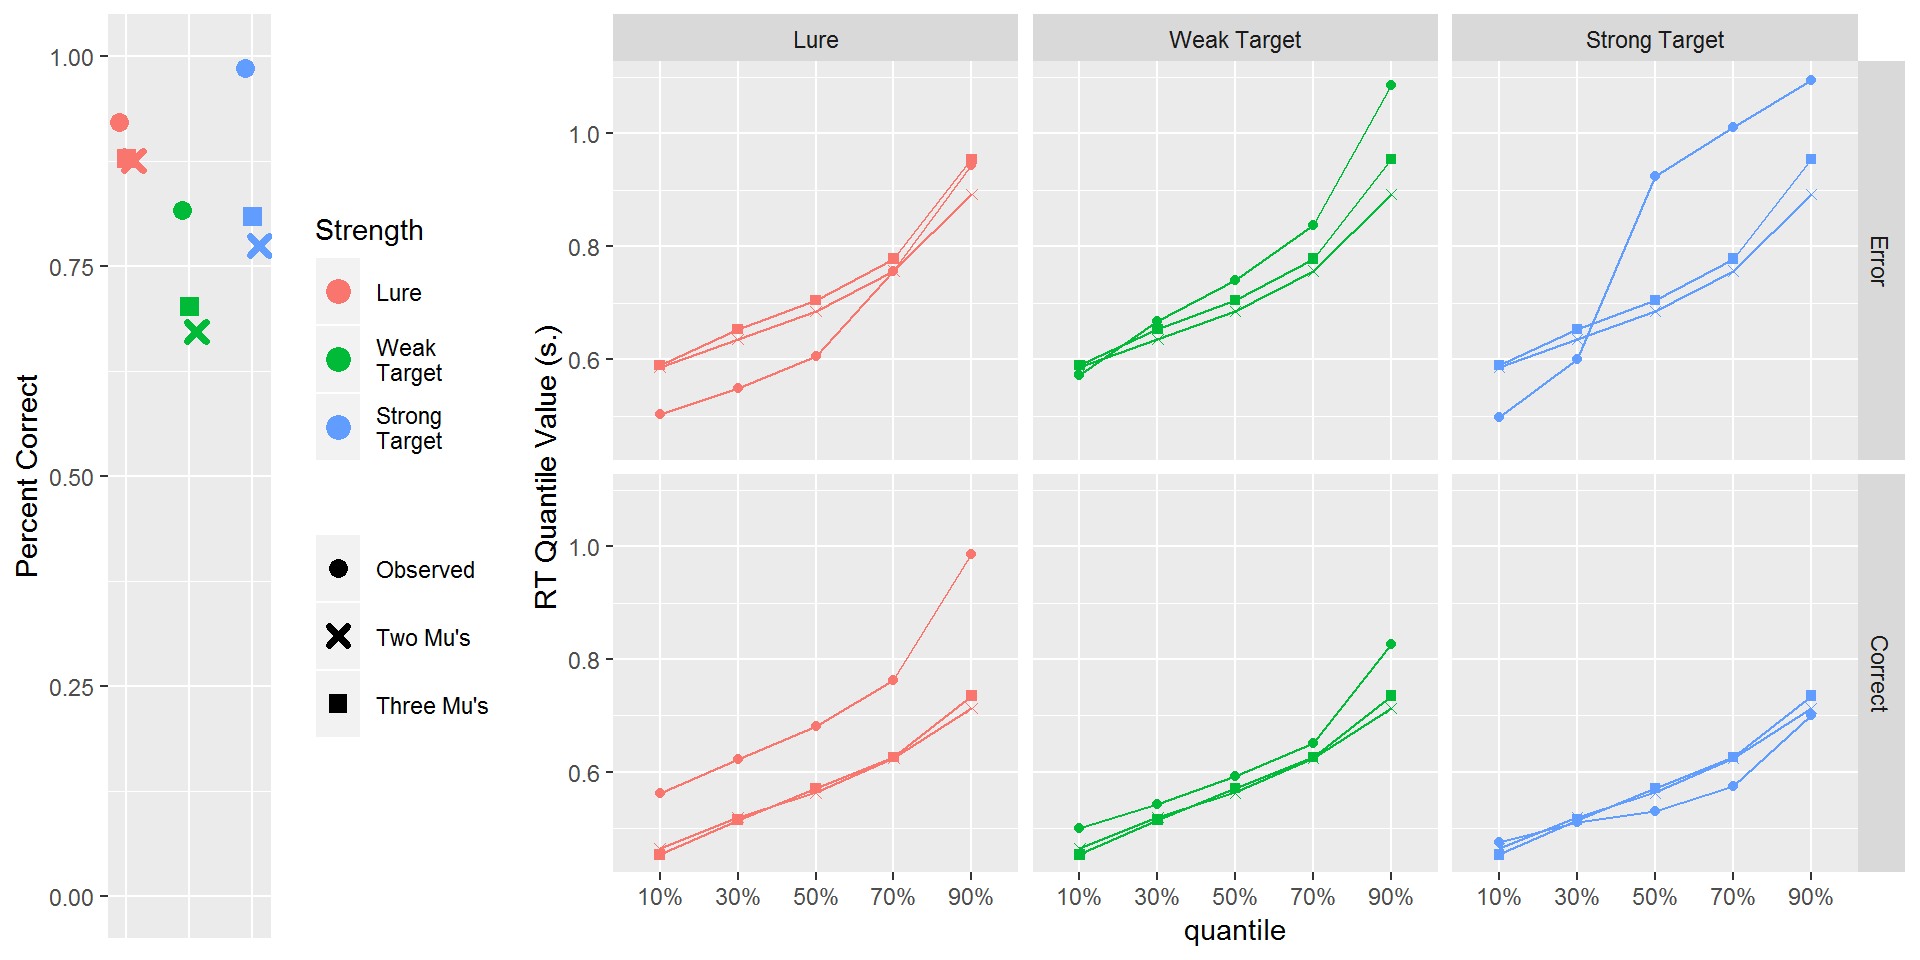 Percent Correct
1.00
0.75
0.50
0.25
0.00
Strength
Lure
Weak
Target
Strong
Target
Observed
Two Mu's
Three Mu's
RT Quantile Value (s.)
Lure
Weak Target
Strong Target
1.0
0.8
0.6
Error
1.0
0.8
0.6
Correct
10% 30% 50% 70% 90%
10% 30% 50% 70% 90%
10% 30% 50% 70% 90%
quantile